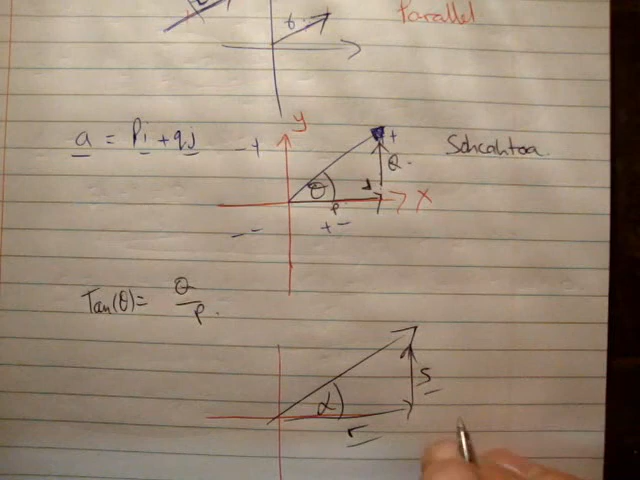 b
Parallel
a = Pi + qj
- +
y
+
Sohcahtoa
Q
θ
P
x
- -
+ -
Tan(θ) = Q
P
s
α
r